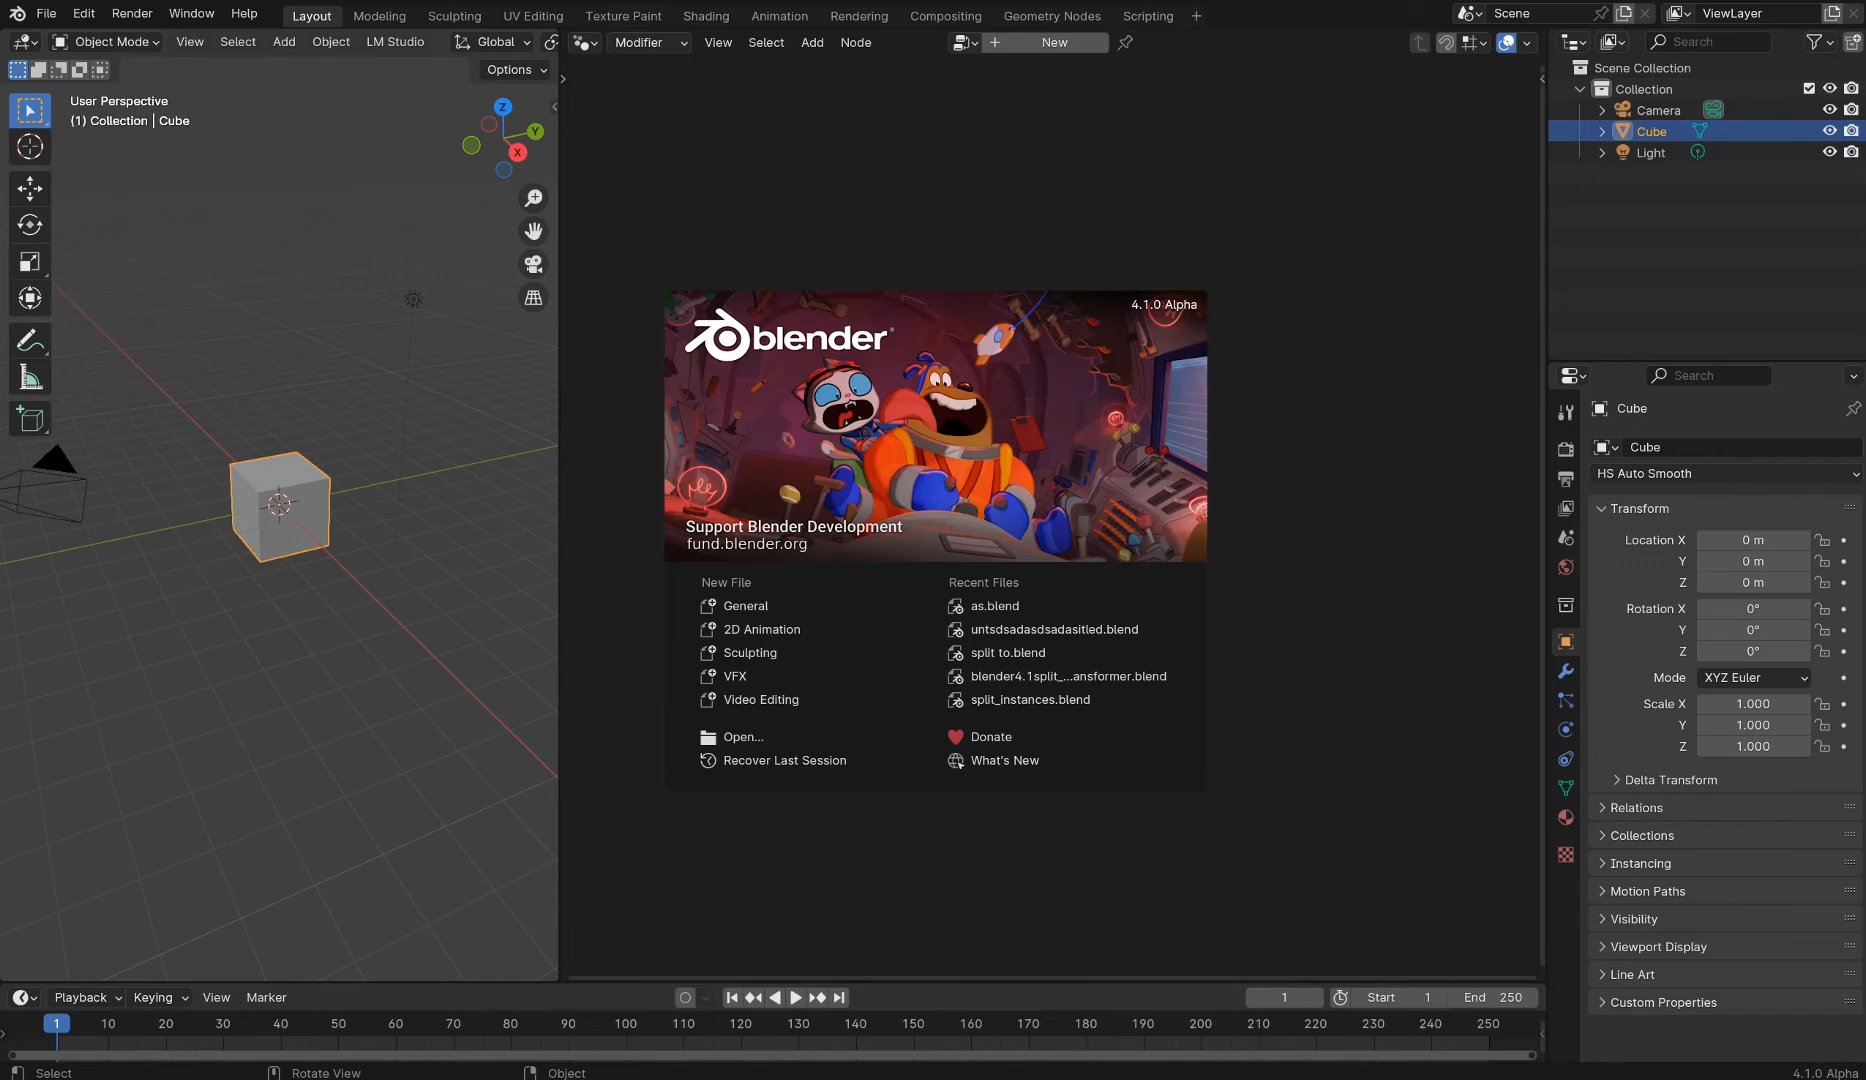 File Edit Render Window Help Layout Modeling Sculpting UV Editing Texture Paint Shading Animation Rendering Compositing Geometry Nodes Scripting + Scene ViewLayer
Object Mode View Select Add Object LM Studio Global Modifier View Select Add Node + New Search
Options
User Perspective
(1) Collection | Cube
Z
Y
X
Scene Collection
Collection
Camera
Cube
Light
4.1.0 Alpha
blender
Support Blender Development
fund.blender.org
New File
General
2D Animation
Sculpting
VFX
Video Editing
Open...
Recover Last Session
Recent Files
as.blend
untsdsadasdsadasitled.blend
split to.blend
blender4.1split_...ansformer.blend
split_instances.blend
Donate
What's New
Search
Cube
Cube
HS Auto Smooth
Transform
Location X 0 m
Y 0 m
Z 0 m
Rotation X 0°
Y 0°
Z 0°
Mode XYZ Euler
Scale X 1.000
Y 1.000
Z 1.000
Delta Transform
Relations
Collections
Instancing
Motion Paths
Visibility
Viewport Display
Line Art
Custom Properties
Playback Keying View Marker 1 Start 1 End 250
1 10 20 30 40 50 60 70 80 90 100 110 120 130 140 150 160 170 180 190 200 210 220 230 240 250
Select Rotate View Object 4.1.0 Alpha